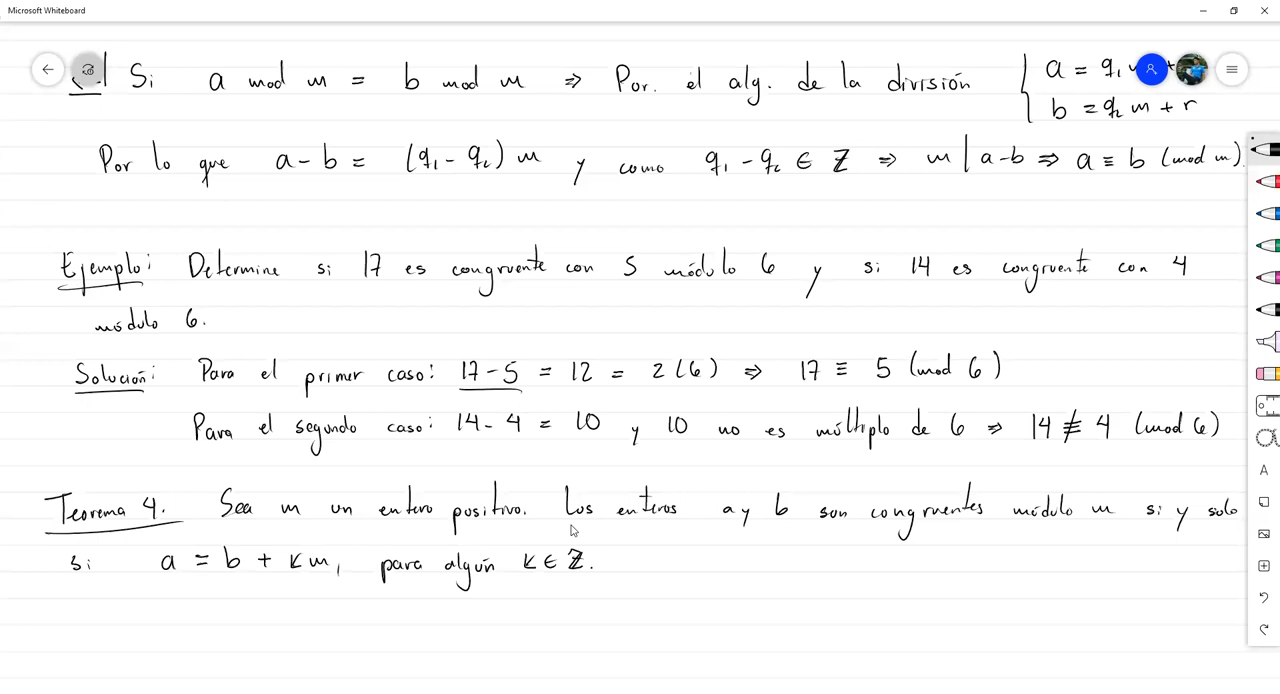 Microsoft Whiteboard
Si a mod m = b mod m ⇒ Por. el alg. de la división { a = q₁
b = q₂ m + r
Por lo que a-b = (q₁ - q₂) m y como q₁ - q₂ ∈ ℤ ⇒ m | a-b ⇒ a ≡ b (mod m).
Ejemplo: Determine si 17 es congruente con 5 módulo 6 y si 14 es congruente con 4
módulo 6.
Solución: Para el primer caso: 17-5 = 12 = 2(6) ⇒ 17 ≡ 5 (mod 6)
Para el segundo caso: 14-4 = 10 y 10 no es múltiplo de 6 ⇒ 14 ≢ 4 (mod 6)
Teorema 4. Sea m un entero positivo. Los enteros a y b son congruentes módulo m si y solo
si a = b + km, para algún k ∈ ℤ.
A